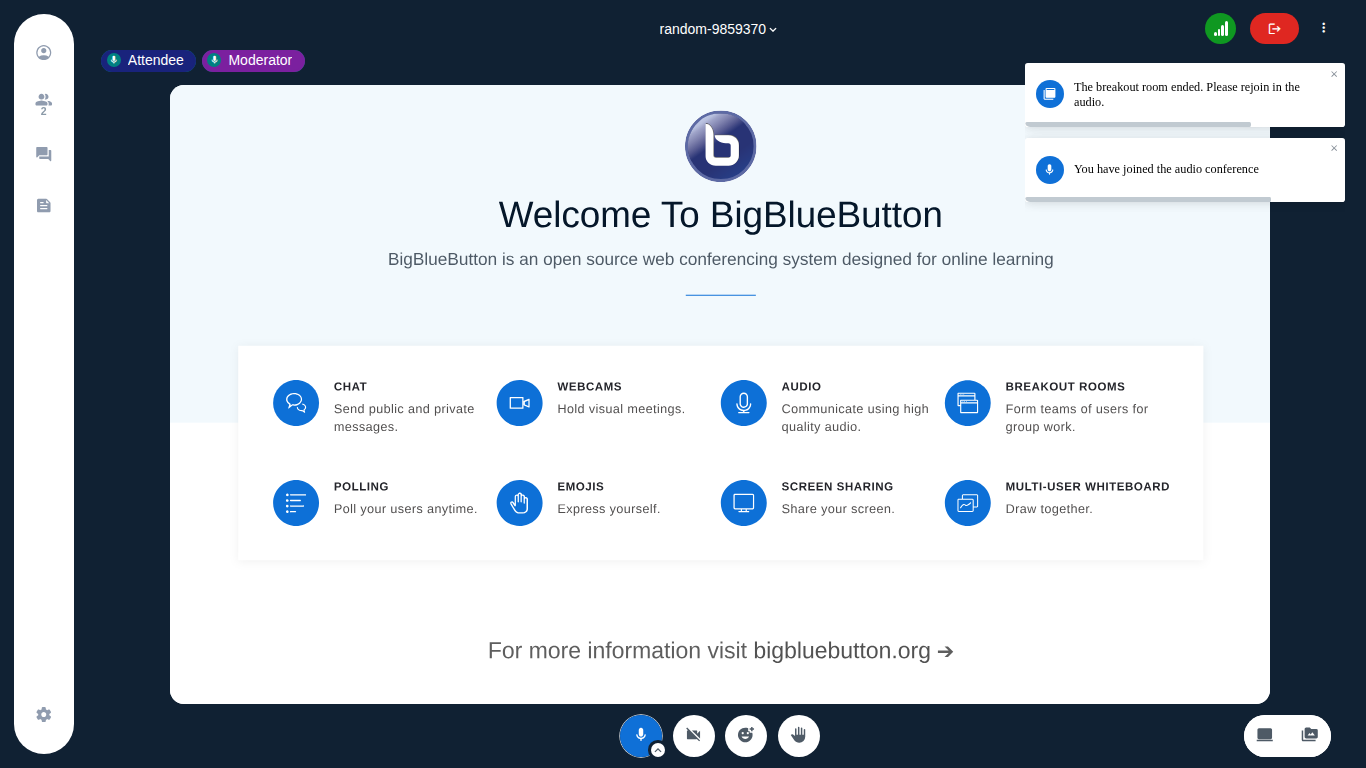 random-9859370
Attendee
Moderator
2
The breakout room ended. Please rejoin in the
audio.
You have joined the audio conference
Welcome To BigBlueButton
BigBlueButton is an open source web conferencing system designed for online learning
CHAT
Send public and private
messages.
WEBCAMS
Hold visual meetings.
AUDIO
Communicate using high
quality audio.
BREAKOUT ROOMS
Form teams of users for
group work.
POLLING
Poll your users anytime.
EMOJIS
Express yourself.
SCREEN SHARING
Share your screen.
MULTI-USER WHITEBOARD
Draw together.
For more information visit bigbluebutton.org ➔